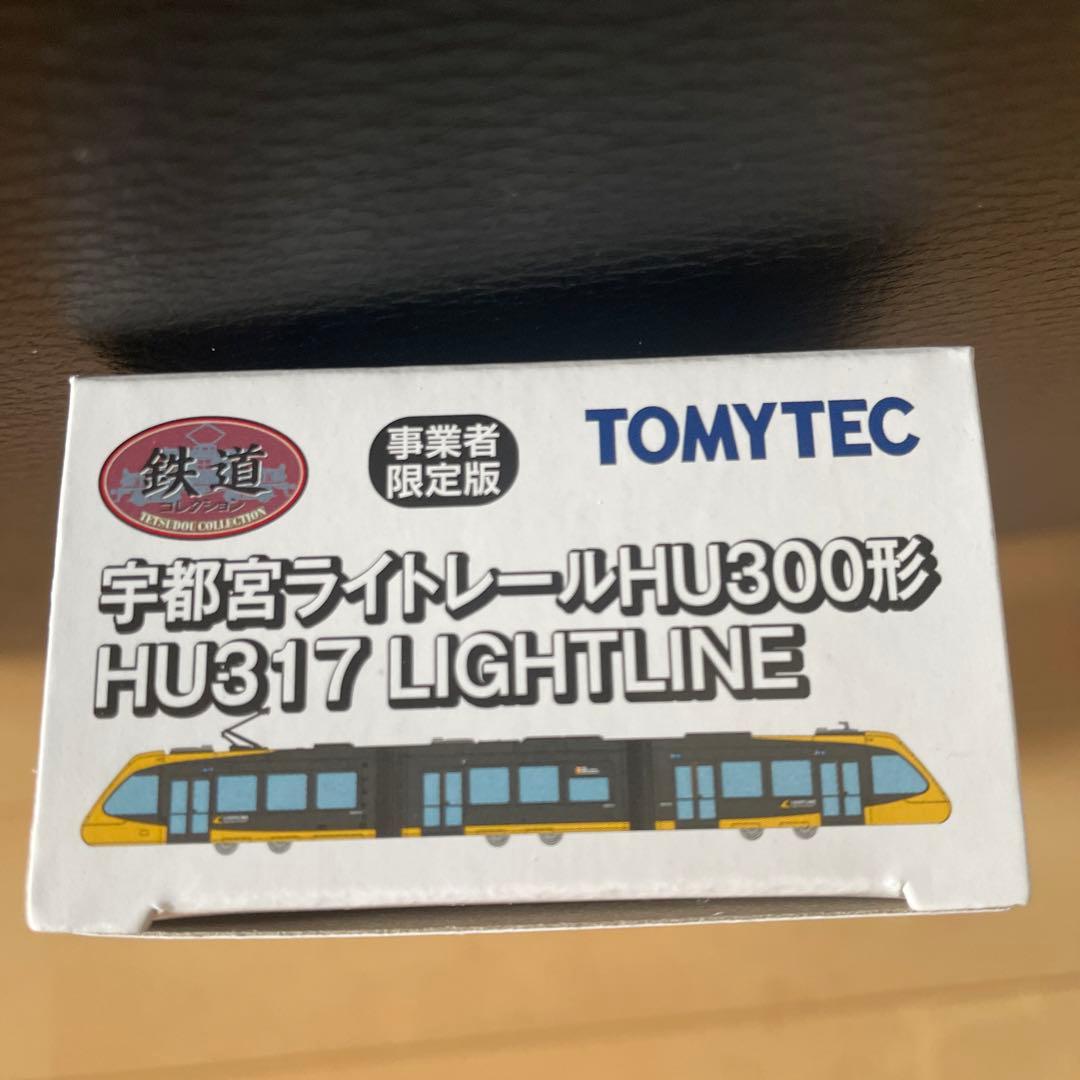 鉄道
コレクション
TETSUDOU COLLECTION
事業者
限定版
TOMYTEC
宇都宮ライトレールHU300形
HU317 LIGHTLINE